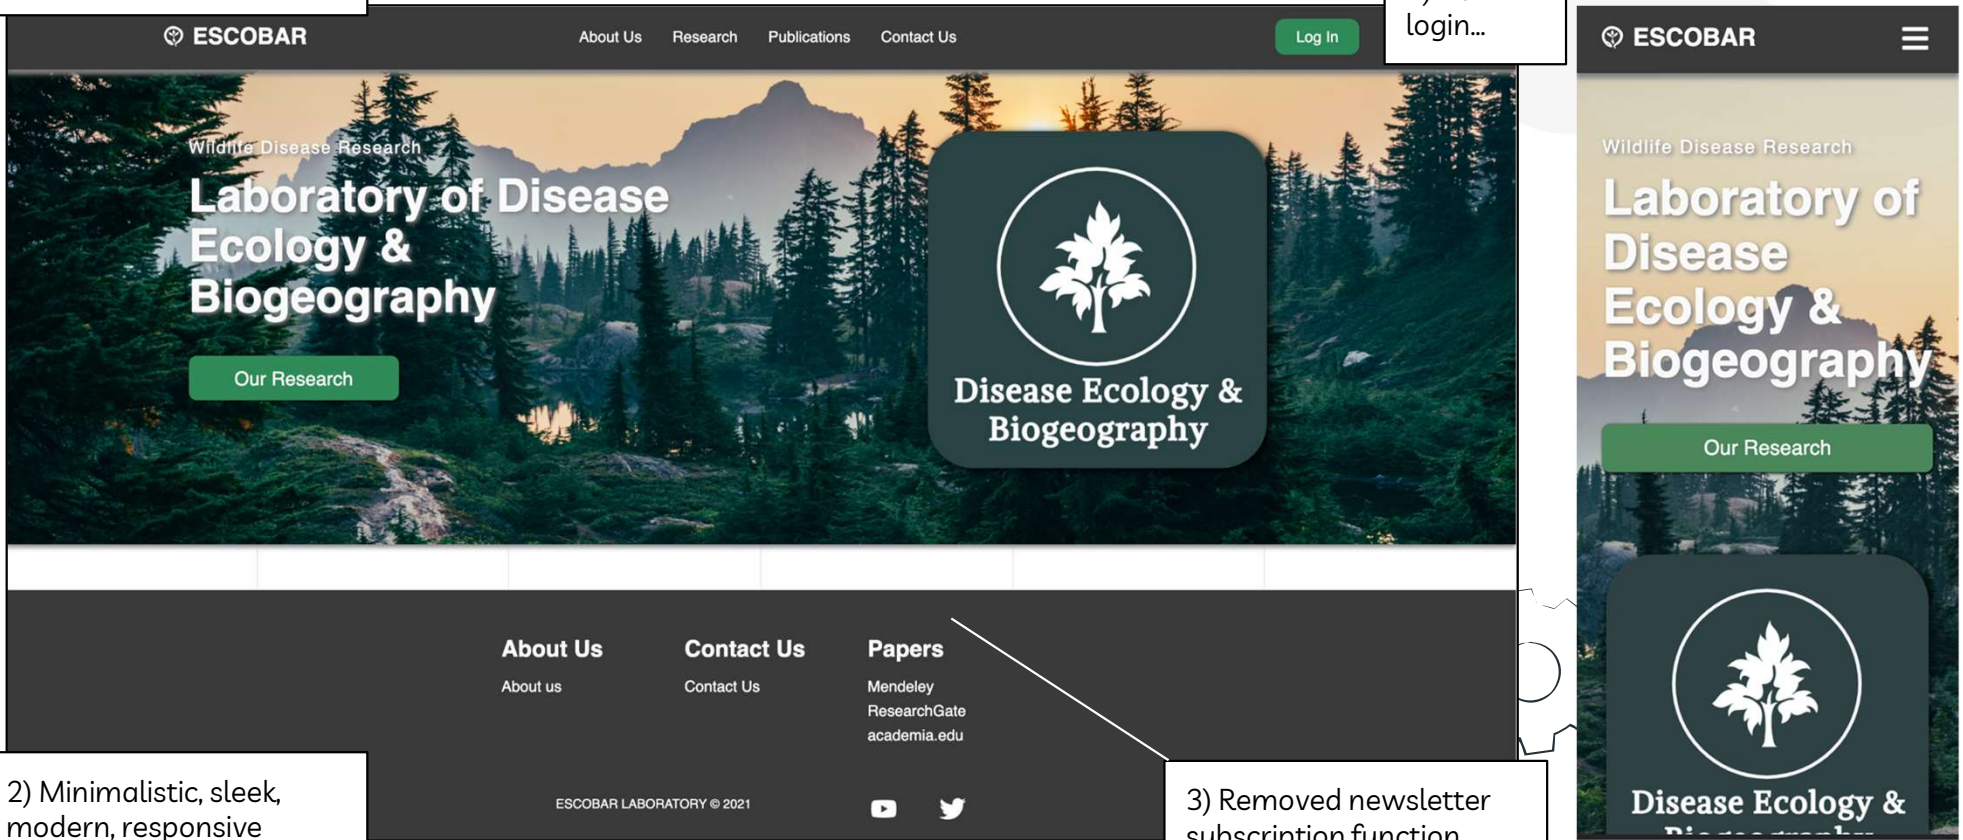 login...
ESCOBAR
About Us
Research
Publications
Contact Us
Log In
Wildlife Disease Research
Laboratory of Disease
Ecology &
Biogeography
Our Research
Disease Ecology &
Biogeography
About Us
About us
Contact Us
Contact Us
Papers
Mendeley
ResearchGate
academia.edu
ESCOBAR LABORATORY © 2021
2) Minimalistic, sleek,
modern, responsive
3) Removed newsletter
subscription function
ESCOBAR
Wildlife Disease Research
Laboratory of
Disease
Ecology &
Biogeography
Our Research
Disease Ecology &
Biogeography